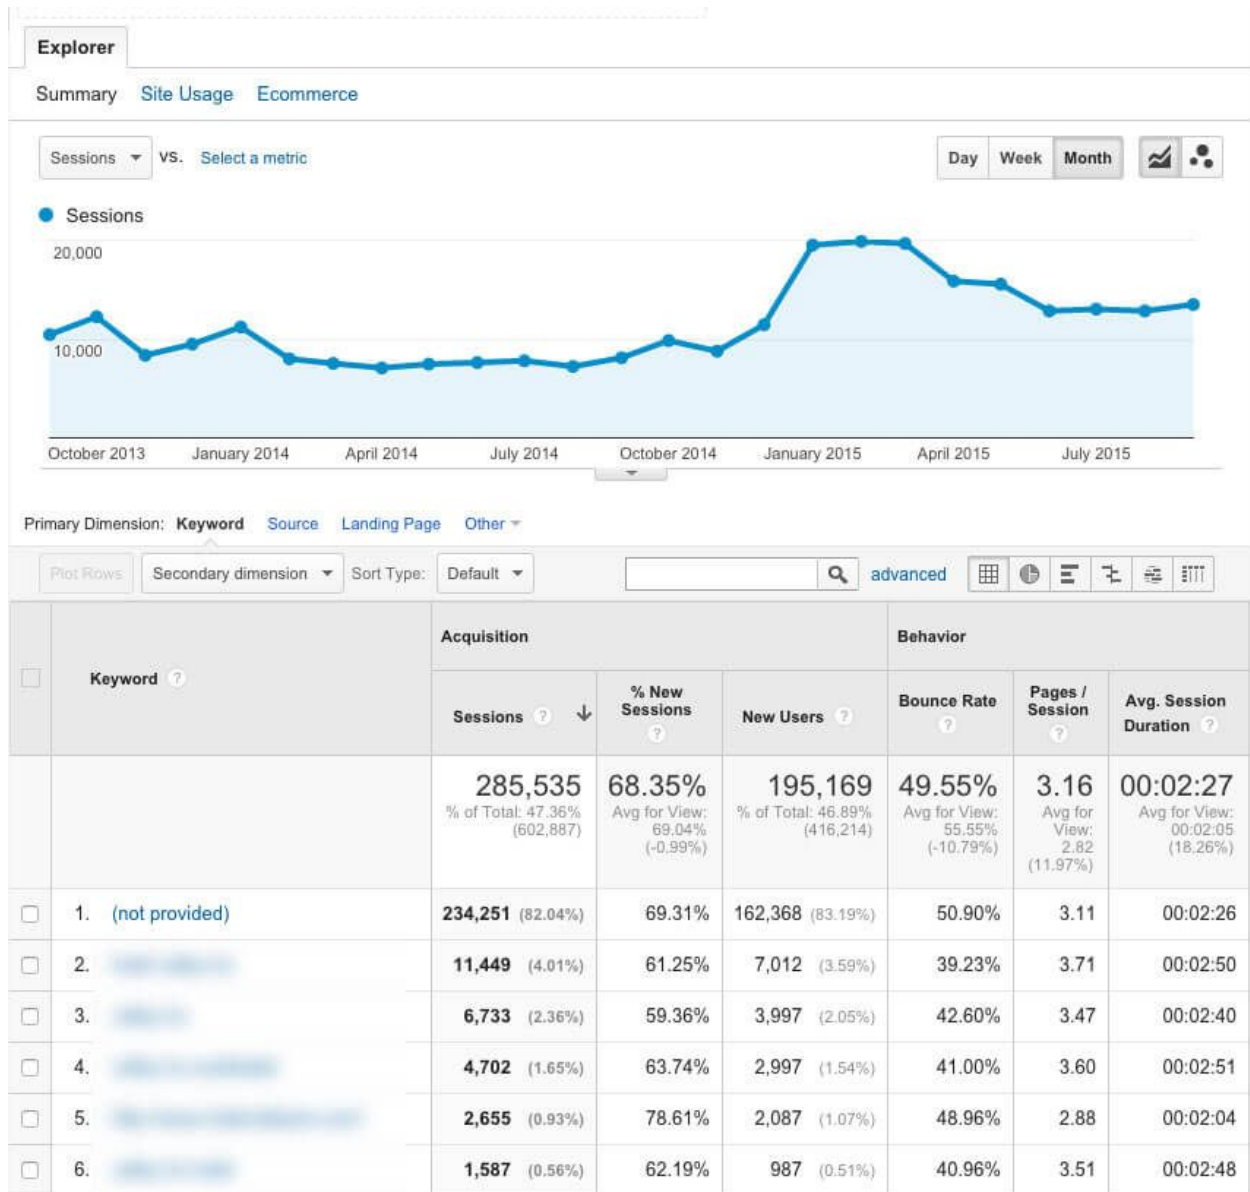 Explorer
Summary Site Usage Ecommerce
Sessions VS. Select a metric Day Week Month
Sessions
20,000
10,000
October 2013 January 2014 April 2014 July 2014 October 2014 January 2015 April 2015 July 2015
Primary Dimension: Keyword Source Landing Page Other
Plot Rows Secondary dimension Sort Type: Default advanced
Acquisition Behavior
Keyword ?
Sessions ? % New Sessions ? New Users ? Bounce Rate ? Pages / Session ? Avg. Session Duration ?
285,535 68.35% 195,169 49.55% 3.16 00:02:27
% of Total: 47.36% (602,887) Avg for View: 69.04% (-0.99%) % of Total: 46.89% (416,214) Avg for View: 55.55% (-10.79%) Avg for View: 2.82 (11.97%) Avg for View: 00:02:05 (18.26%)
1. (not provided) 234,251 (82.04%) 69.31% 162,368 (83.19%) 50.90% 3.11 00:02:26
2. 11,449 (4.01%) 61.25% 7,012 (3.59%) 39.23% 3.71 00:02:50
3. 6,733 (2.36%) 59.36% 3,997 (2.05%) 42.60% 3.47 00:02:40
4. 4,702 (1.65%) 63.74% 2,997 (1.54%) 41.00% 3.60 00:02:51
5. 2,655 (0.93%) 78.61% 2,087 (1.07%) 48.96% 2.88 00:02:04
6. 1,587 (0.56%) 62.19% 987 (0.51%) 40.96% 3.51 00:02:48